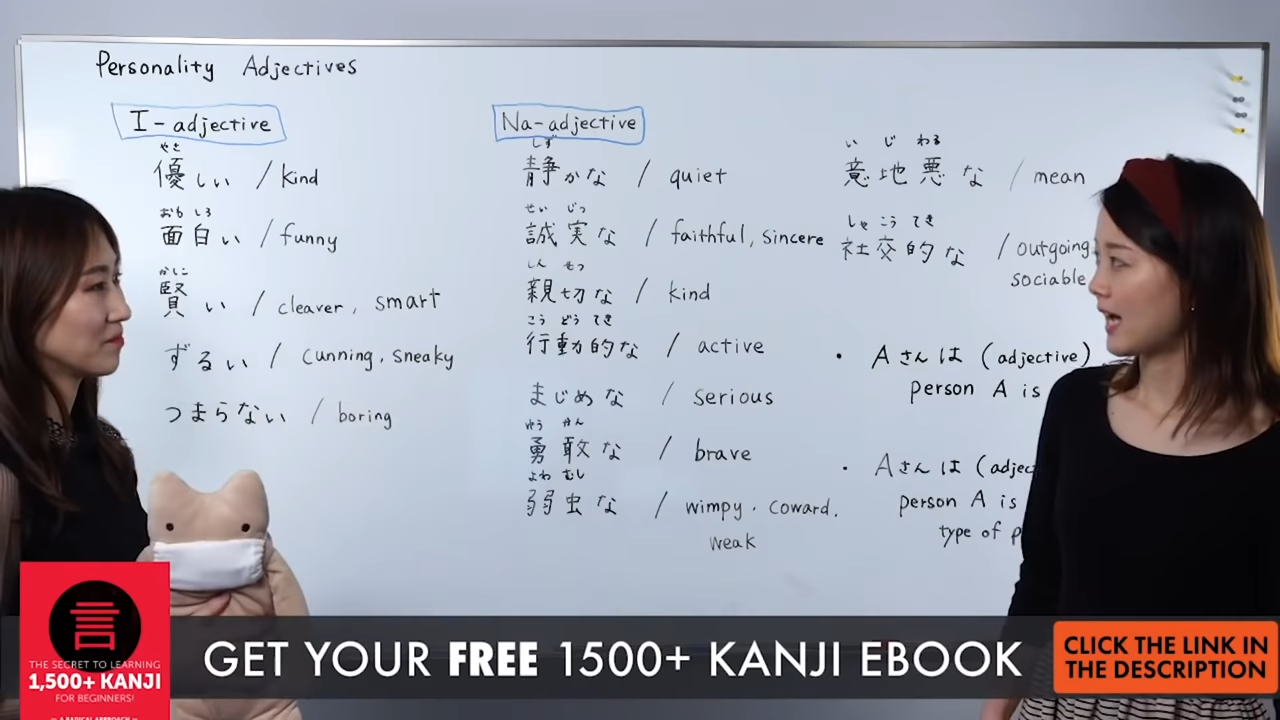 Personality Adjectives
I-adjective
やさ
優しい / kind
おも しろ
面白い / funny
かしこ
賢い / cleaver, smart
ずるい / cunning, sneaky
つまらない / boring
Na-adjective
しず
静かな / quiet
せい じつ
誠実な / faithful, sincere
しん せつ
親切な / kind
こう どう てき
行動的な / active
まじめな / serious
ゆう かん
勇敢な / brave
よわ むし
弱虫な / wimpy. coward.
weak
い じ わる
意地悪な / mean
しゃ こう てき
社交的な / outgoing,
sociable
・ Aさんは (adjective)
person A is
・ Aさんは (adjec
person A is
type of p
言
THE SECRET TO LEARNING
1,500+ KANJI
FOR BEGINNERS!
— A RADICAL APPROACH —
GET YOUR FREE 1500+ KANJI EBOOK
CLICK THE LINK IN
THE DESCRIPTION